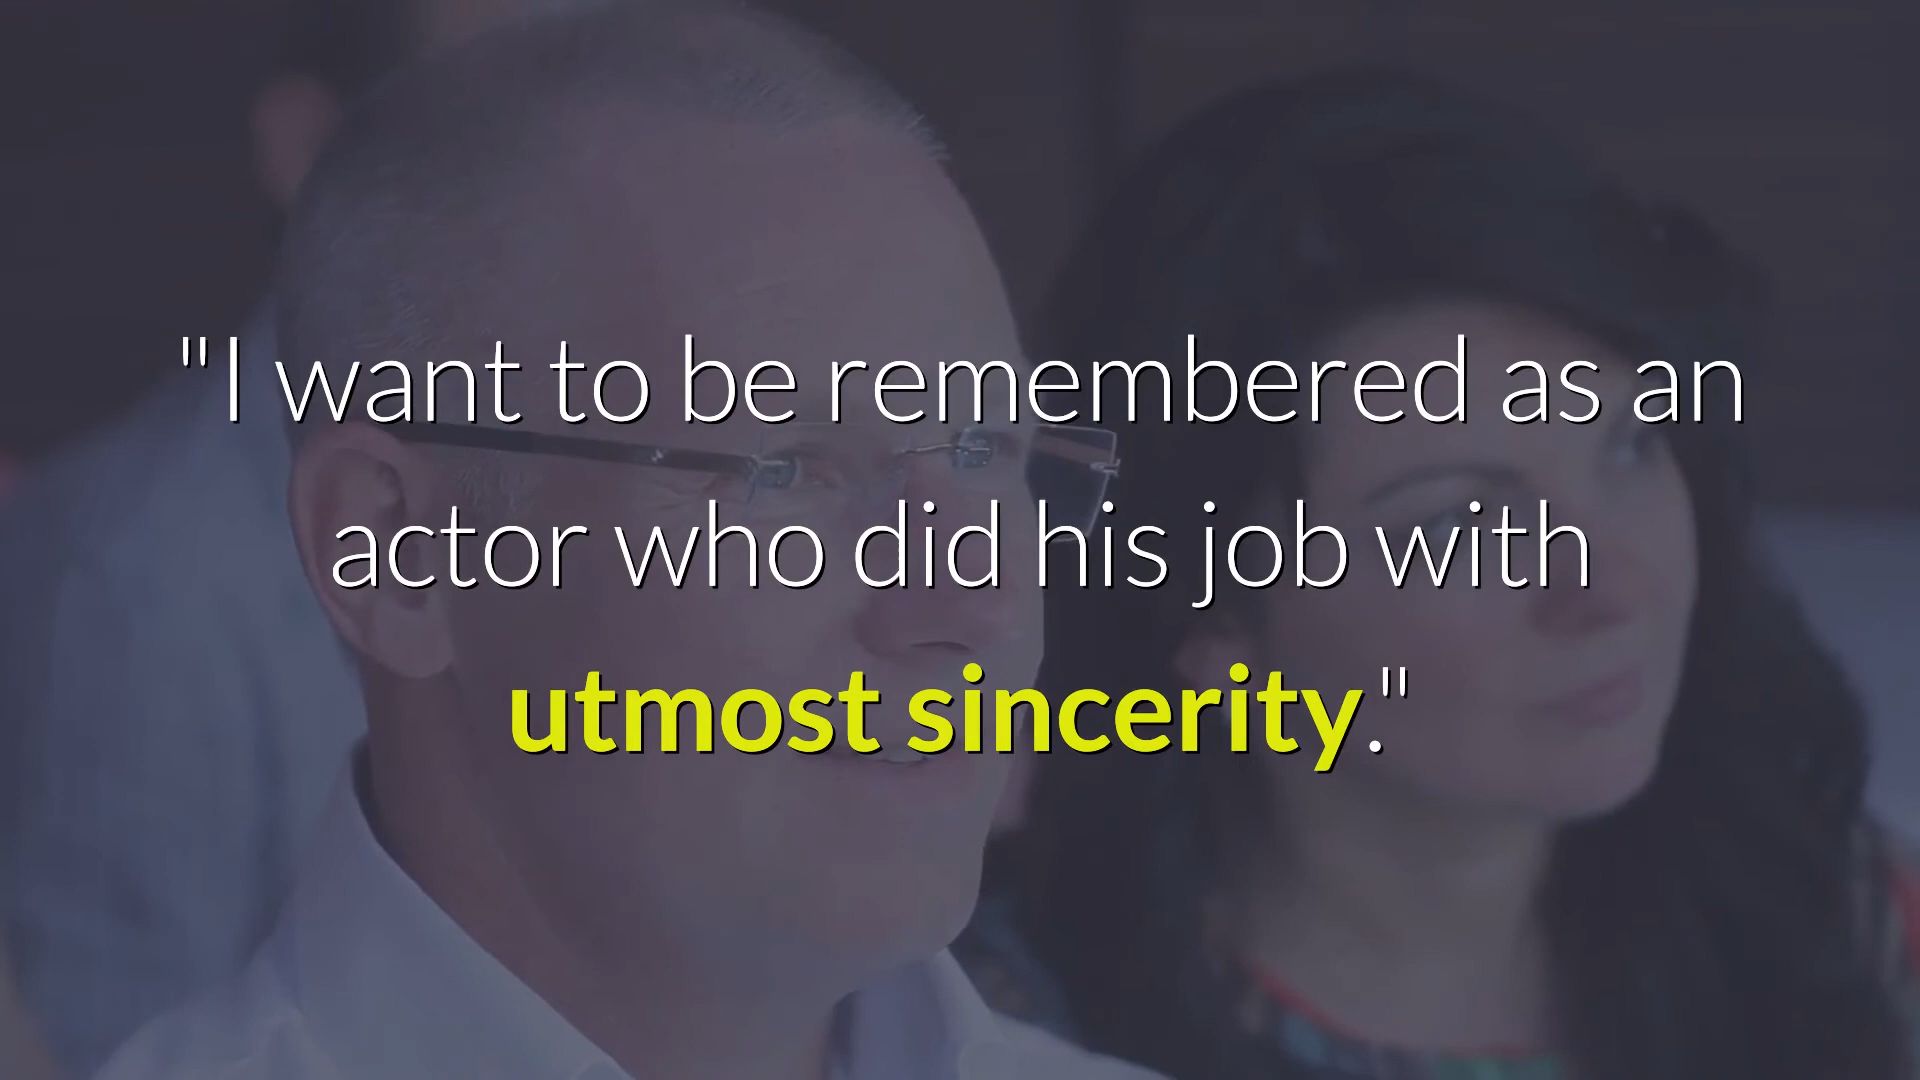 "I want to be remembered as an
actor who did his job with
utmost sincerity."